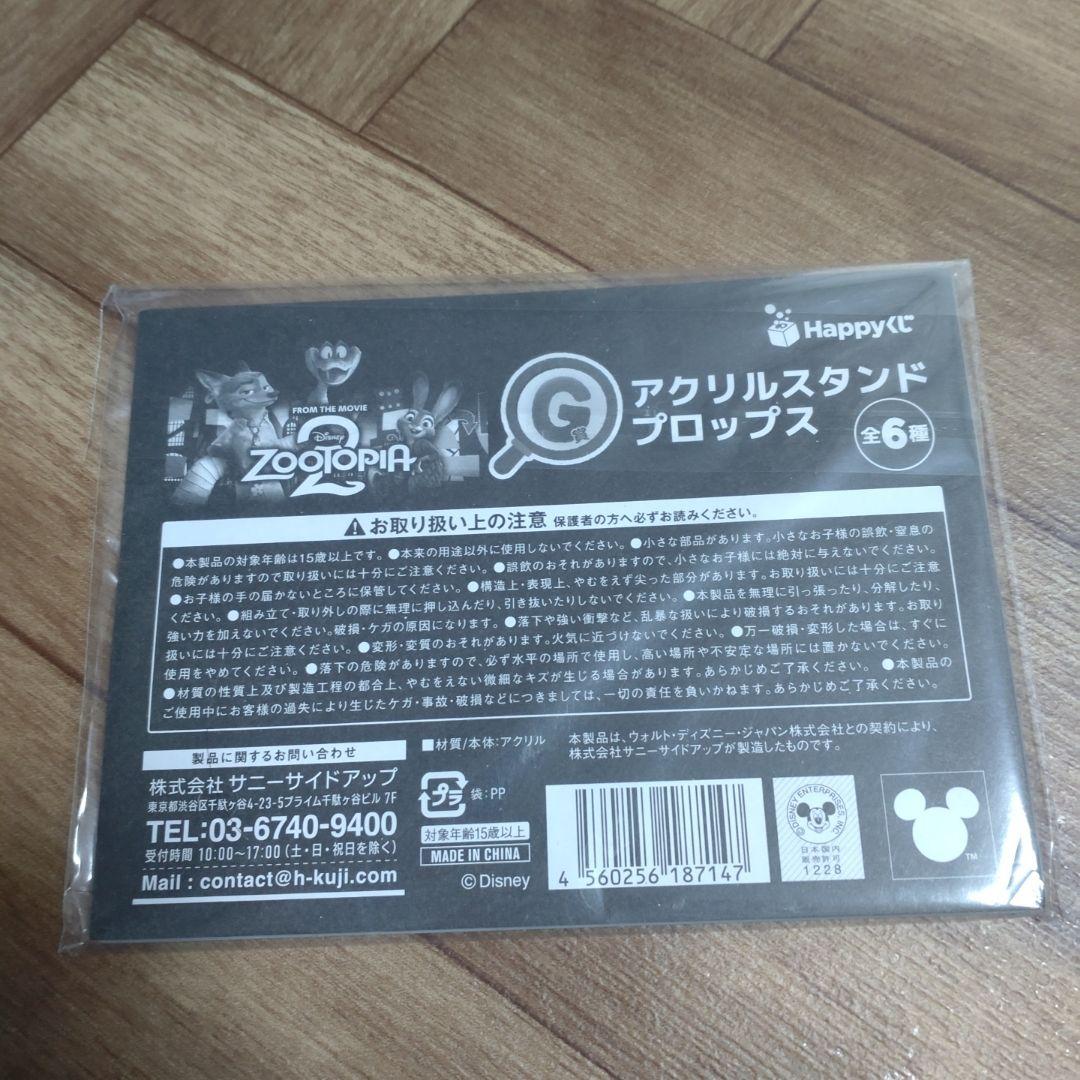 Happyくじ
FROM THE MOVIE
Disney
ZOOTOPIA
2
G賞
アクリルスタンド
プロップス
全6種
お取り扱い上の注意 保護者の方へ必ずお読みください。
●本製品の対象年齢は15歳以上です。●本来の用途以外に使用しないでください。●小さな部品があります。小さなお子様の誤飲・窒息の
危険がありますので取り扱いには十分にご注意ください。●誤飲のおそれがありますので、小さなお子様には絶対に与えないでください。
●お子様の手の届かないところに保管してください。●構造上・表現上、やむをえず尖った部分があります。お取り扱いには十分にご注意
ください。●組み立て・取り外しの際に無理に押し込んだり、引き抜いたりしないでください。●本製品を無理に引っ張ったり、分解したり、
強い力を加えないでください。破損・ケガの原因になります。●落下や強い衝撃など、乱暴な扱いにより破損するおそれがあります。お取り
扱いには十分にご注意ください。●変形・変質のおそれがあります。火気に近づけないでください。●万一破損・変形した場合は、すぐに
使用をやめてください。●落下の危険がありますので、必ず水平の場所で使用し、高い場所や不安定な場所には置かないでください。
●材質の性質上及び製造工程の都合上、やむをえない微細なキズが生じる場合があります。あらかじめご了承ください。●本製品の
ご使用中にお客様の過失により生じたケガ・事故・破損などにつきましては、一切の責任を負いかねます。あらかじめご了承ください。
製品に関するお問い合わせ
株式会社 サニーサイドアップ
東京都渋谷区千駄ヶ谷4-23-5プライム千駄ヶ谷ビル 7F
TEL:03-6740-9400
受付時間 10:00〜17:00(土・日・祝日を除く)
Mail : contact@h-kuji.com
■材質/本体:アクリル
プラ 袋:PP
対象年齢15歳以上
MADE IN CHINA
©Disney
本製品は、ウォルト・ディズニー・ジャパン株式会社との契約により、
株式会社サニーサイドアップが製造したものです。
4 560256 187147
©DISNEY ENTERPRISES, INC.
日本国内
販売許可
1228
TM